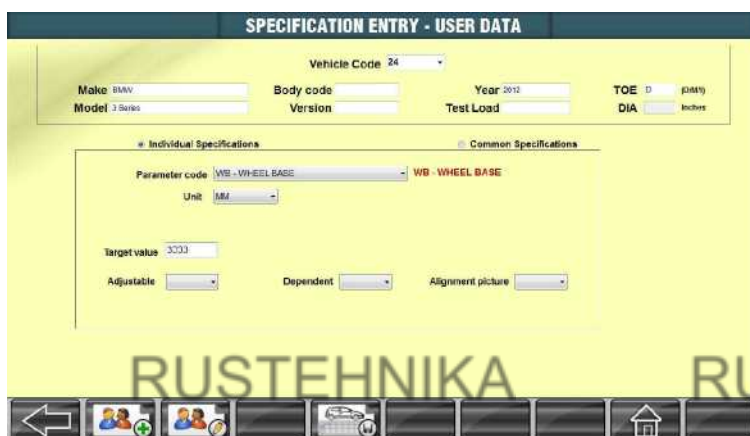 SPECIFICATION ENTRY - USER DATA
Vehicle Code 24
Make BMW Body code Year 2012 TOE D (D/M/I)
Model 3 Series Version Test Load DIA Inches
Individual Specifications Common Specifications
Parameter code WB - WHEEL BASE WB - WHEEL BASE
Unit MM
Target value
Adjustable Dependent Alignment picture
RUSTEHNIKA RU